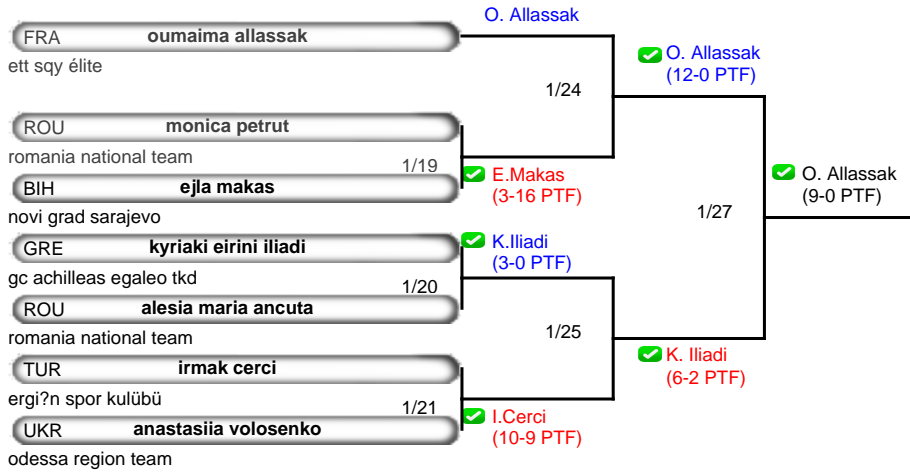 O. Allassak
FRA oumaima allassak
ett sqy élite
O. Allassak
(12-0 PTF)
1/24
ROU monica petrut
romania national team
1/19
BIH ejla makas
E.Makas
(3-16 PTF)
novi grad sarajevo
O. Allassak
(9-0 PTF)
1/27
GRE kyriaki eirini iliadi
K.Iliadi
(3-0 PTF)
gc achilleas egaleo tkd
1/20
ROU alesia maria ancuta
romania national team
1/25
TUR irmak cerci
K. Iliadi
(6-2 PTF)
ergi?n spor kulübü
1/21
UKR anastasiia volosenko
I.Cerci
(10-9 PTF)
odessa region team